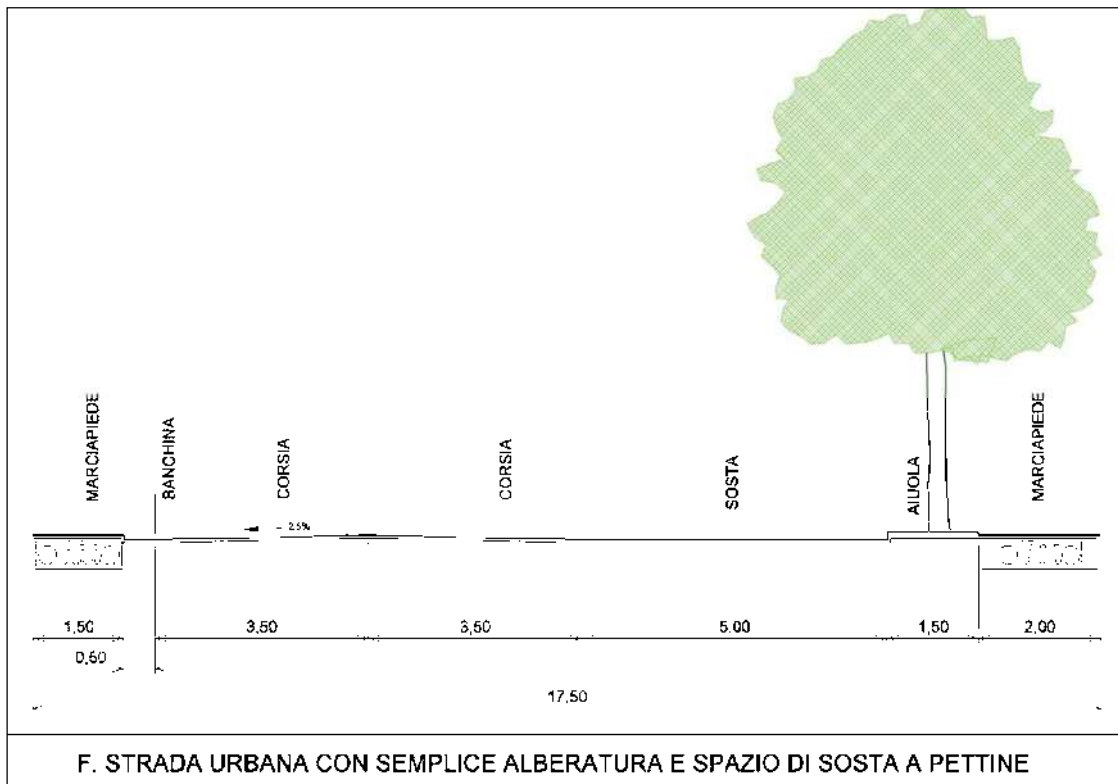 MARCIAPIEDE
BANCHINA
CORSIA
CORSIA
SOSTA
AIUOLA
MARCIAPIEDE
2.5%
1,50
3,50
3,50
5.00
1,50
2,00
0,50
17,50
F. STRADA URBANA CON SEMPLICE ALBERATURA E SPAZIO DI SOSTA A PETTINE